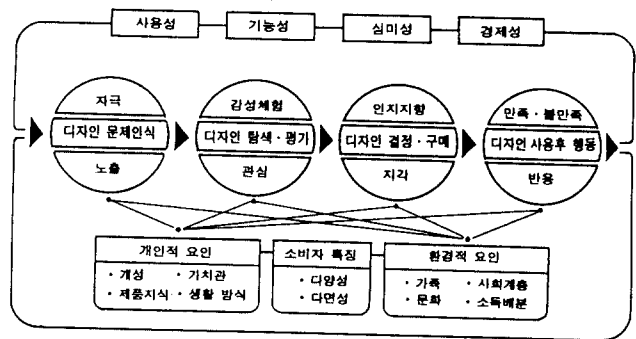 사용성 기능성 심미성 경제성
자극 감성체험 인지지향 만족·불만족
디자인 문제인식 디자인 탐색·평가 디자인 결정·구매 디자인 사용후 행동
노출 관심 지각 반응
개인적 요인 소비자 특징 환경적 요인
· 개성 · 가치관 · 다양성 · 가족 · 사회계층
· 제품지식 · 생활 방식 · 다면성 · 문화 · 소득배분